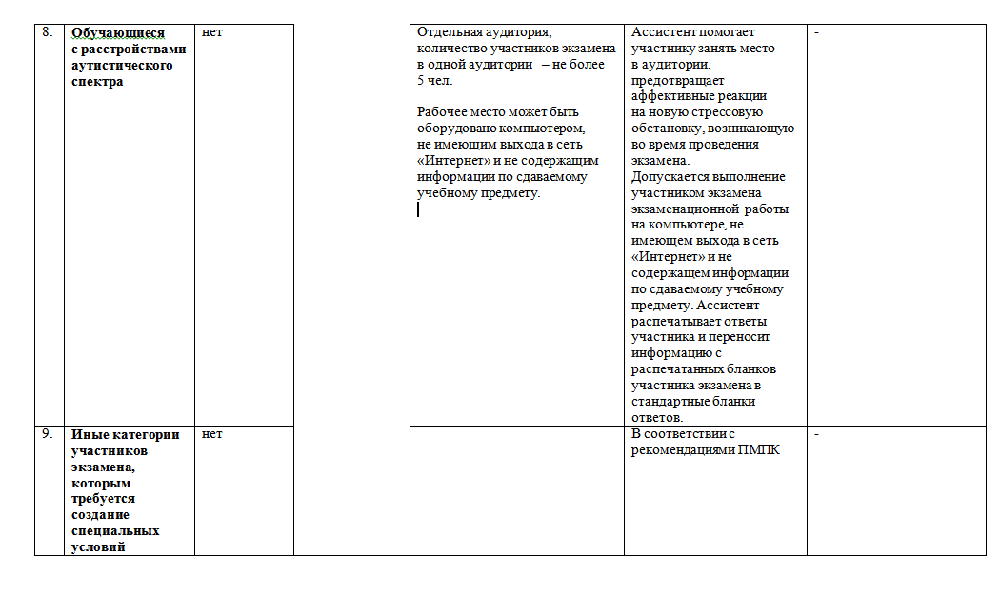 8.
Обучающиеся
с расстройствами
аутистического
спектра
нет
Отдельная аудитория,
количество участников экзамена
в одной аудитории – не более
5 чел.
Рабочее место может быть
оборудовано компьютером,
не имеющим выхода в сеть
«Интернет» и не содержащим
информации по сдаваемому
учебному предмету.
Ассистент помогает
участнику занять место
в аудитории,
предотвращает
аффективные реакции
на новую стрессовую
обстановку, возникающую
во время проведения
экзамена.
Допускается выполнение
участником экзамена
экзаменационной работы
на компьютере, не
имеющем выхода в сеть
«Интернет» и не
содержащем информации
по сдаваемому учебному
предмету. Ассистент
распечатывает ответы
участника и переносит
информацию с
распечатанных бланков
участника экзамена в
стандартные бланки
ответов.
-
9.
Иные категории
участников
экзамена,
которым
требуется
создание
специальных
условий
нет
В соответствии с
рекомендациями ПМПК
-